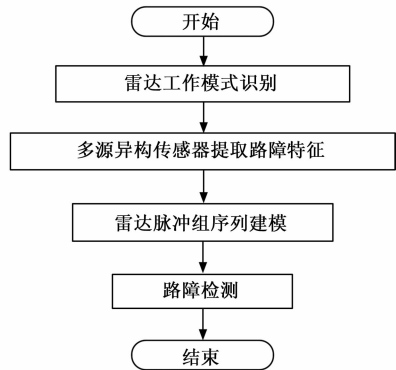 开始
雷达工作模式识别
多源异构传感器提取路障特征
雷达脉冲组序列建模
路障检测
结束